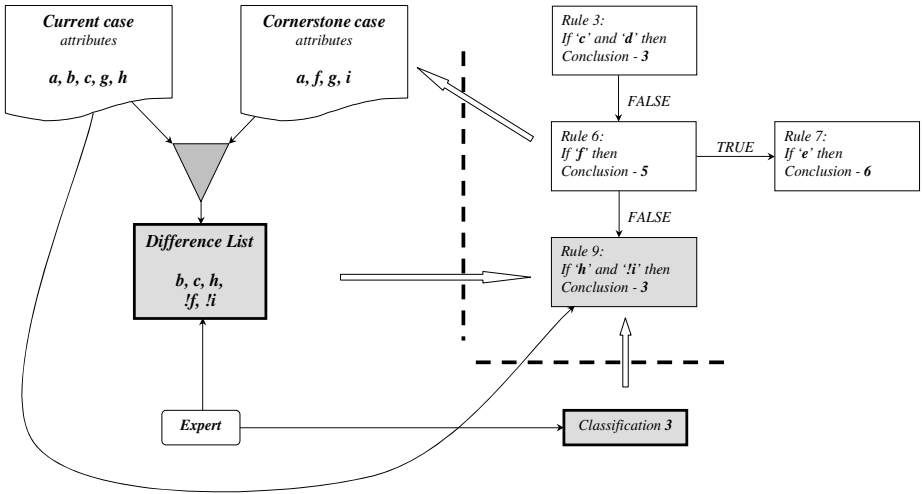 Current case
attributes
a, b, c, g, h
Cornerstone case
attributes
a, f, g, i
Rule 3:
If ‘c’ and ‘d’ then
Conclusion - 3
FALSE
Rule 6:
If ‘f’ then
Conclusion - 5
TRUE
Rule 7:
If ‘e’ then
Conclusion - 6
FALSE
Difference List
b, c, h,
!f, !i
Rule 9:
If ‘h’ and ‘!i’ then
Conclusion - 3
Expert
Classification 3